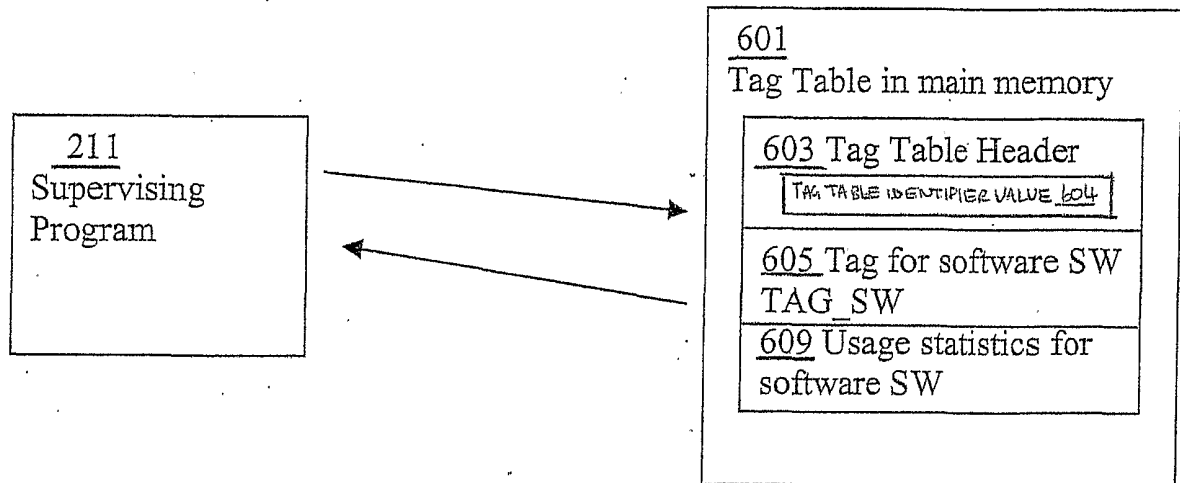 211
Supervising
Program
601
Tag Table in main memory
603 Tag Table Header
TAG TABLE IDENTIFIER VALUE 604
605 Tag for software SW
TAG_SW
609 Usage statistics for
software SW